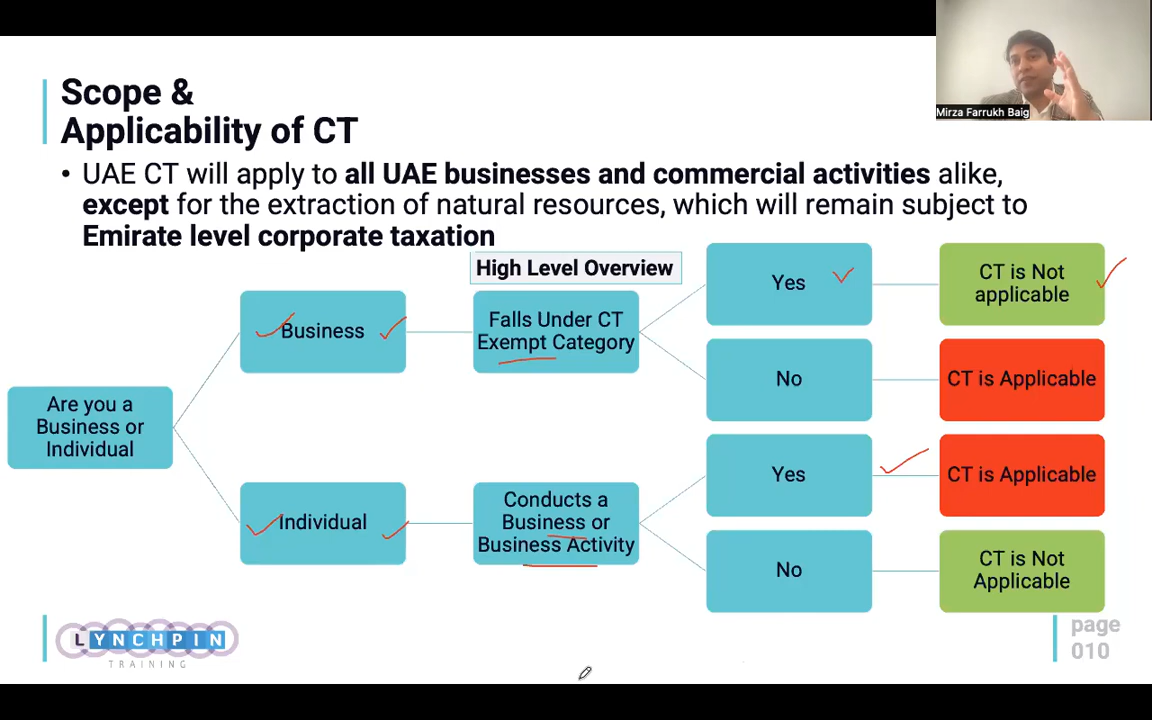 Scope &
Applicability of CT
• UAE CT will apply to all UAE businesses and commercial activities alike,
except for the extraction of natural resources, which will remain subject to
Emirate level corporate taxation
Mirza Farrukh Baig
High Level Overview
Are you a
Business or
Individual
Business
Falls Under CT
Exempt Category
Yes
CT is Not
applicable
No
CT is Applicable
Individual
Conducts a
Business or
Business Activity
Yes
CT is Applicable
No
CT is Not
Applicable
LYNCHPIN
TRAINING
page
010